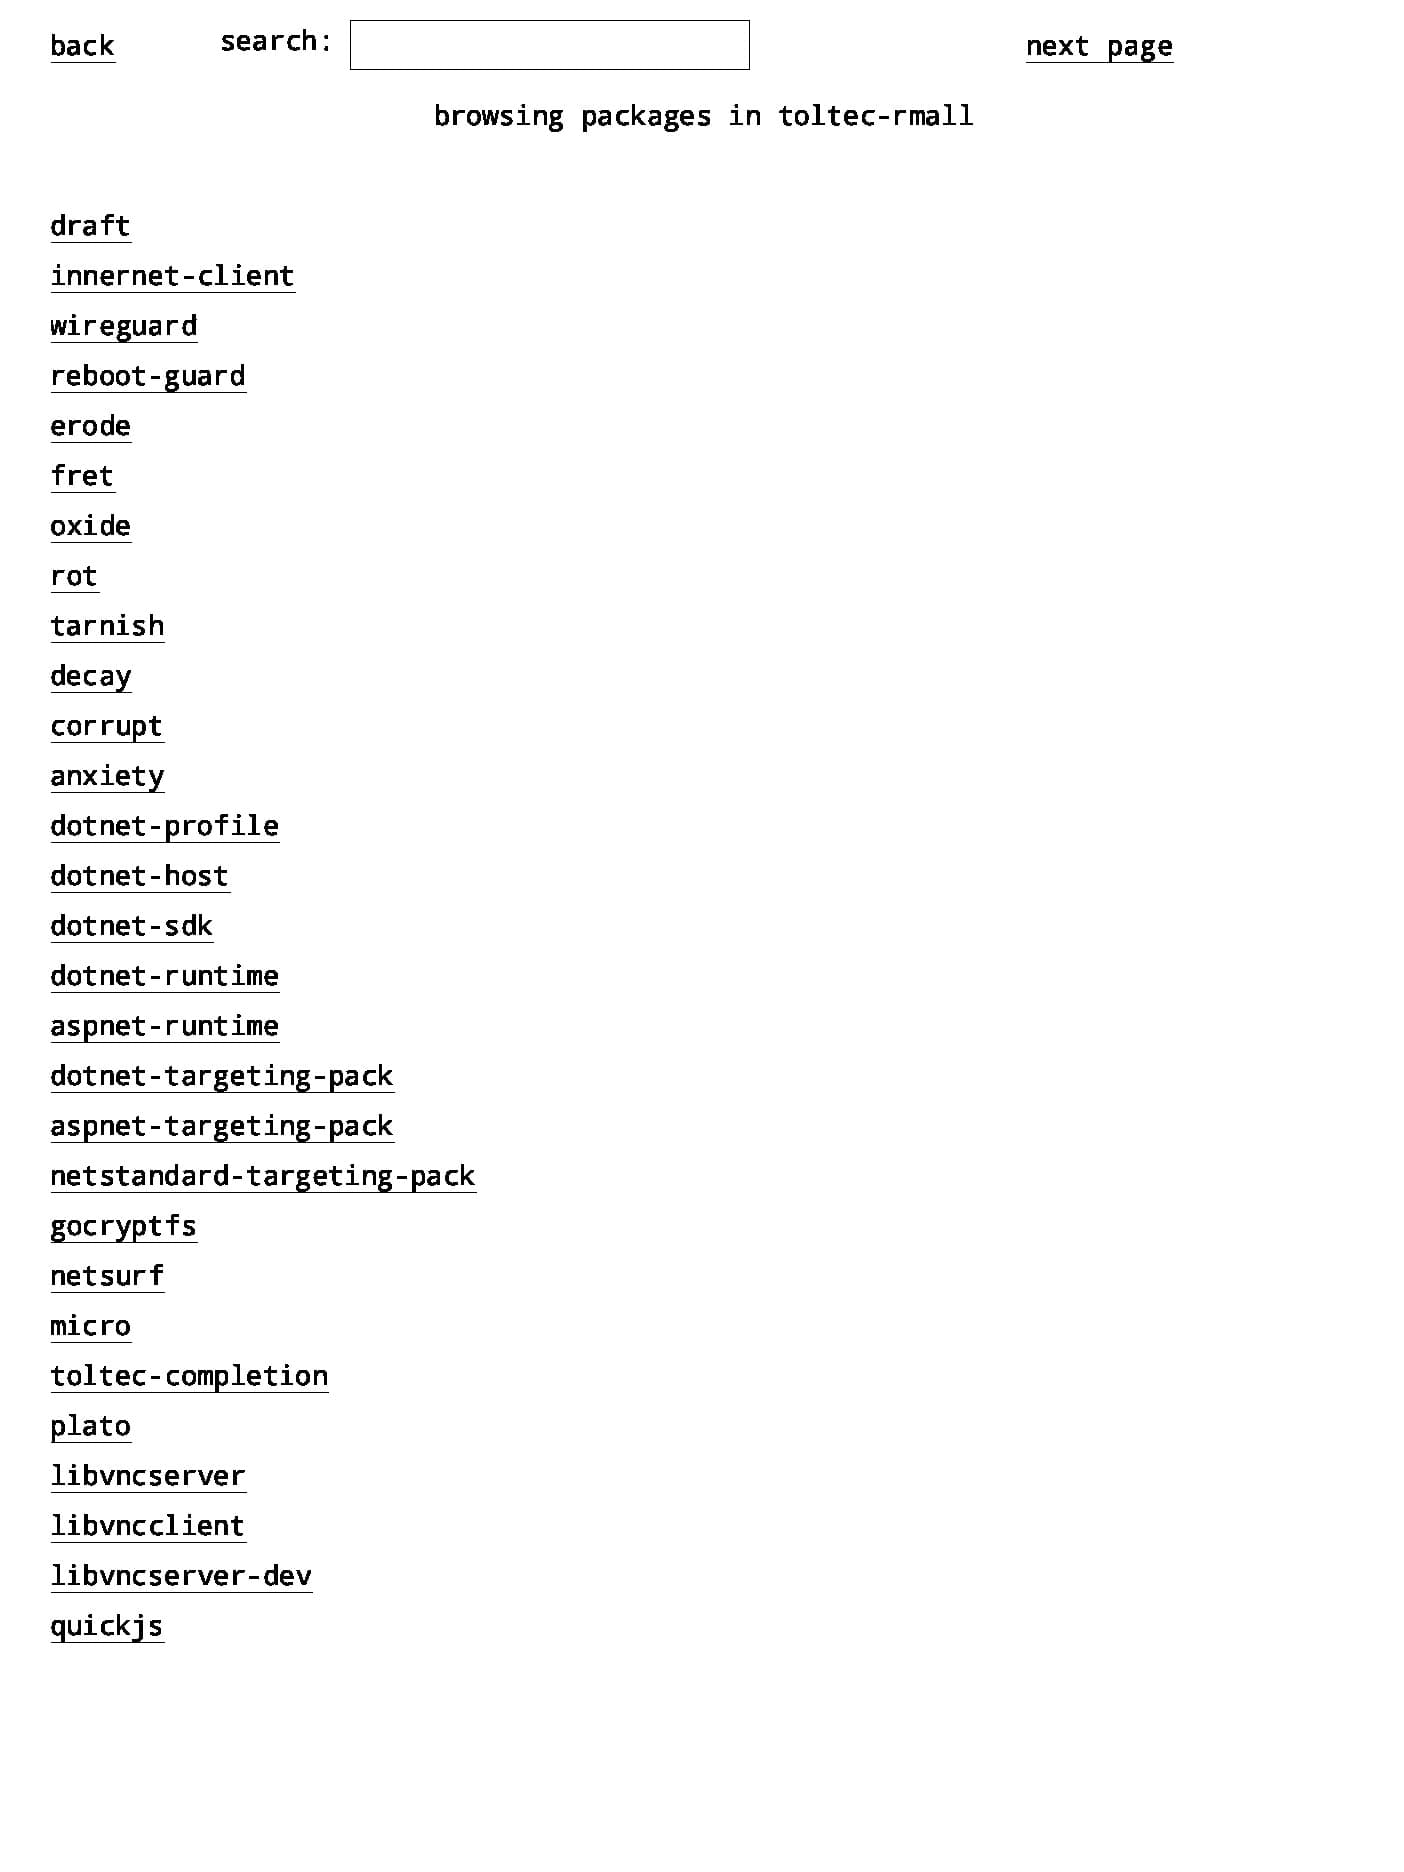 back search: next page
browsing packages in toltec-rmall
draft
innernet-client
wireguard
reboot-guard
erode
fret
oxide
rot
tarnish
decay
corrupt
anxiety
dotnet-profile
dotnet-host
dotnet-sdk
dotnet-runtime
aspnet-runtime
dotnet-targeting-pack
aspnet-targeting-pack
netstandard-targeting-pack
gocryptfs
netsurf
micro
toltec-completion
plato
libvncserver
libvncclient
libvncserver-dev
quickjs